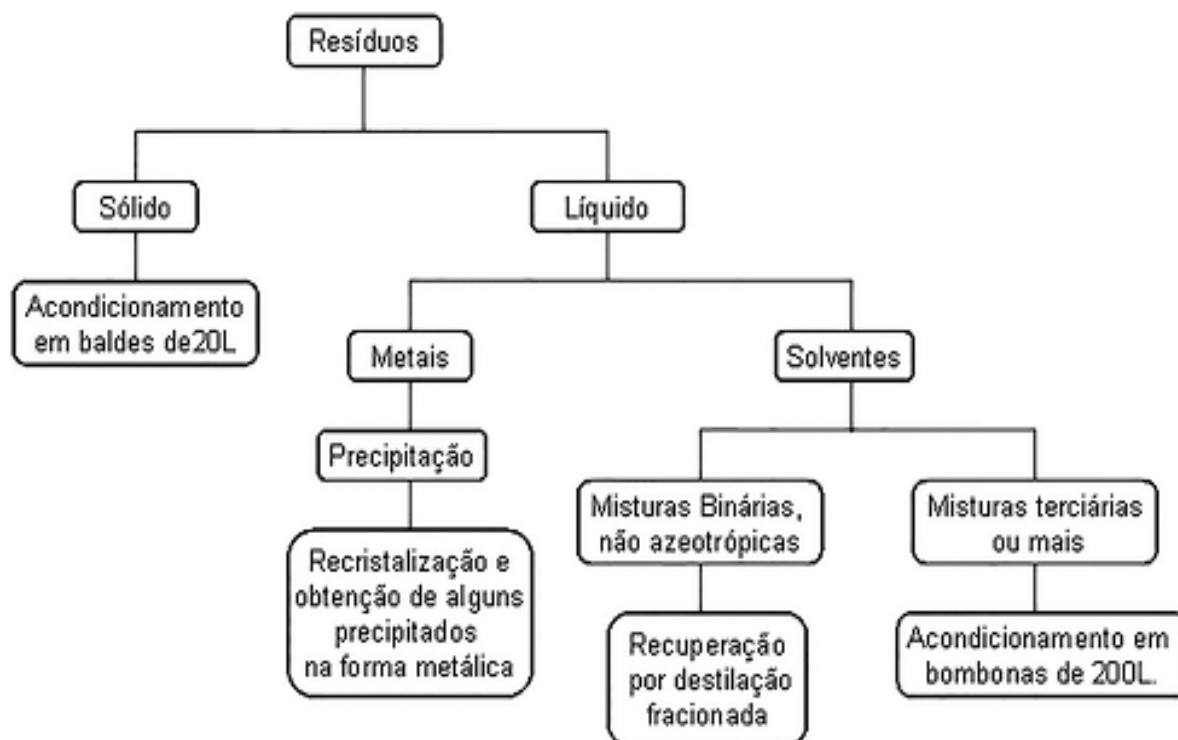 Resíduos
Sólido
Líquido
Acondicionamento
em baldes de20L
Metais
Solventes
Precipitação
Misturas Binárias,
não azeotrópicas
Misturas terciárias
ou mais
Recristalização e
obtenção de alguns
precipitados
na forma metálica
Recuperação
por destilação
fracionada
Acondicionamento em
bombonas de 200L.